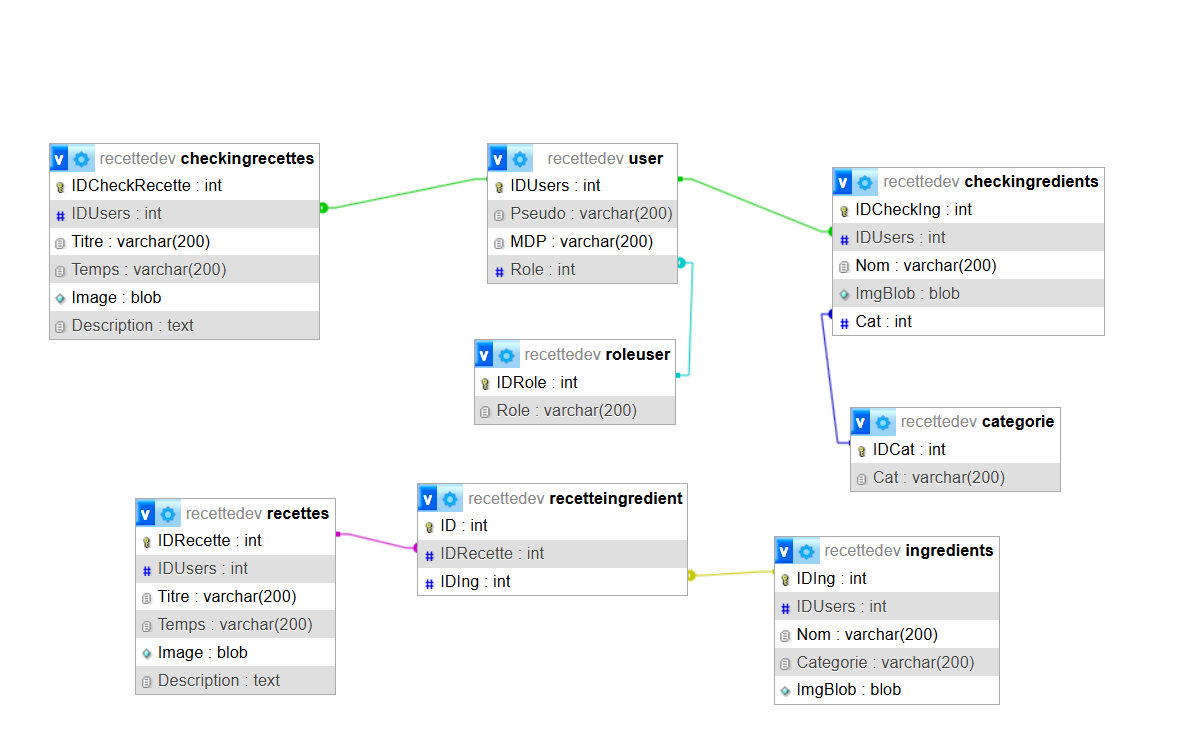 v recettedev checkingrecettes
IDCheckRecette : int
# IDUsers : int
Titre : varchar(200)
Temps : varchar(200)
Image : blob
Description : text
v recettedev user
IDUsers : int
Pseudo : varchar(200)
MDP : varchar(200)
# Role : int
v recettedev checkingredients
IDCheckIng : int
# IDUsers : int
Nom : varchar(200)
ImgBlob : blob
# Cat : int
v recettedev roleuser
IDRole : int
Role : varchar(200)
v recettedev categorie
IDCat : int
Cat : varchar(200)
v recettedev recettes
IDRecette : int
# IDUsers : int
Titre : varchar(200)
Temps : varchar(200)
Image : blob
Description : text
v recettedev recetteingredient
ID : int
# IDRecette : int
# IDIng : int
v recettedev ingredients
IDIng : int
# IDUsers : int
Nom : varchar(200)
Categorie : varchar(200)
ImgBlob : blob